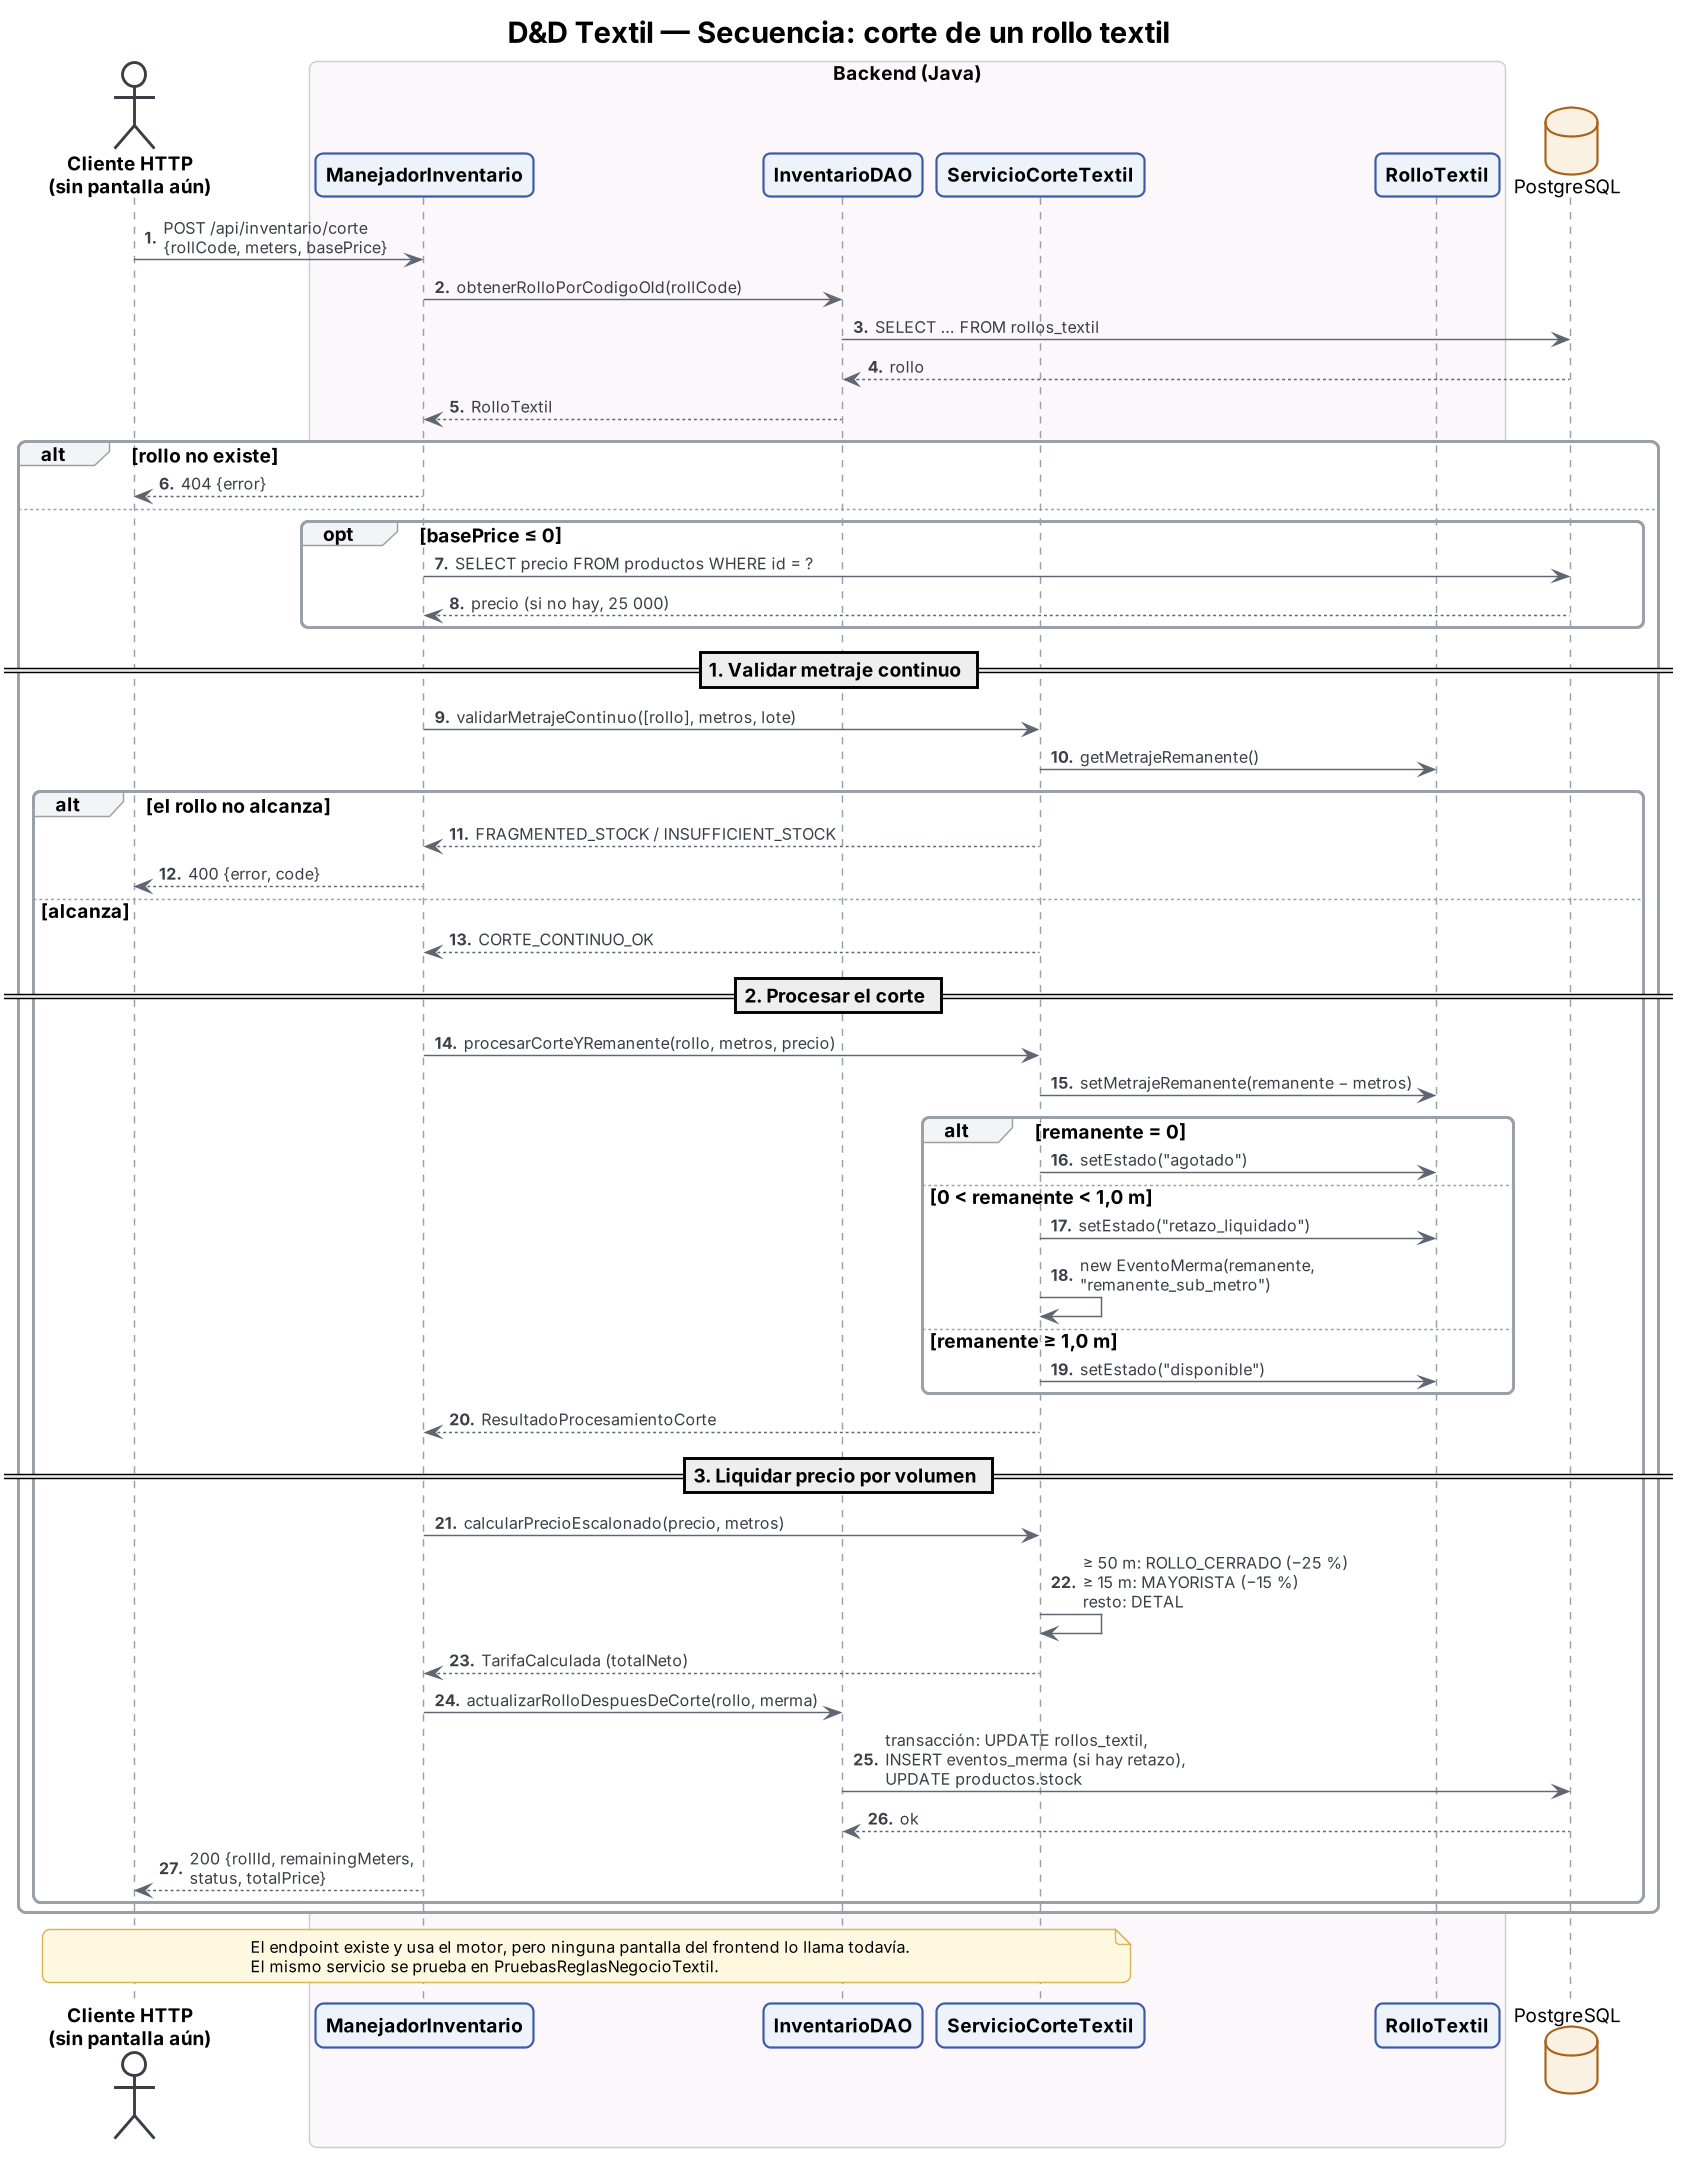 D&D Textil — Secuencia: corte de un rollo textil
Backend (Java)
Cliente HTTP
(sin pantalla aún)
ManejadorInventario
InventarioDAO
ServicioCorteTextil
RolloTextil
PostgreSQL
1. POST /api/inventario/corte
{rollCode, meters, basePrice}
2. obtenerRolloPorCodigoOId(rollCode)
3. SELECT ... FROM rollos_textil
4. rollo
5. RolloTextil
alt [rollo no existe]
6. 404 {error}
opt [basePrice ≤ 0]
7. SELECT precio FROM productos WHERE id = ?
8. precio (si no hay, 25 000)
1. Validar metraje continuo
9. validarMetrajeContinuo([rollo], metros, lote)
10. getMetrajeRemanente()
alt [el rollo no alcanza]
11. FRAGMENTED_STOCK / INSUFFICIENT_STOCK
12. 400 {error, code}
[alcanza]
13. CORTE_CONTINUO_OK
2. Procesar el corte
14. procesarCorteYRemanente(rollo, metros, precio)
15. setMetrajeRemanente(remanente − metros)
alt [remanente = 0]
16. setEstado("agotado")
[0 < remanente < 1,0 m]
17. setEstado("retazo_liquidado")
18. new EventoMerma(remanente,
"remanente_sub_metro")
[remanente ≥ 1,0 m]
19. setEstado("disponible")
20. ResultadoProcesamientoCorte
3. Liquidar precio por volumen
21. calcularPrecioEscalonado(precio, metros)
≥ 50 m: ROLLO_CERRADO (−25 %)
22. ≥ 15 m: MAYORISTA (−15 %)
resto: DETAL
23. TarifaCalculada (totalNeto)
24. actualizarRolloDespuesDeCorte(rollo, merma)
transacción: UPDATE rollos_textil,
25. INSERT eventos_merma (si hay retazo),
UPDATE productos.stock
26. ok
27. 200 {rollId, remainingMeters,
status, totalPrice}
El endpoint existe y usa el motor, pero ninguna pantalla del frontend lo llama todavía.
El mismo servicio se prueba en PruebasReglasNegocioTextil.
Cliente HTTP
(sin pantalla aún)
ManejadorInventario
InventarioDAO
ServicioCorteTextil
RolloTextil
PostgreSQL